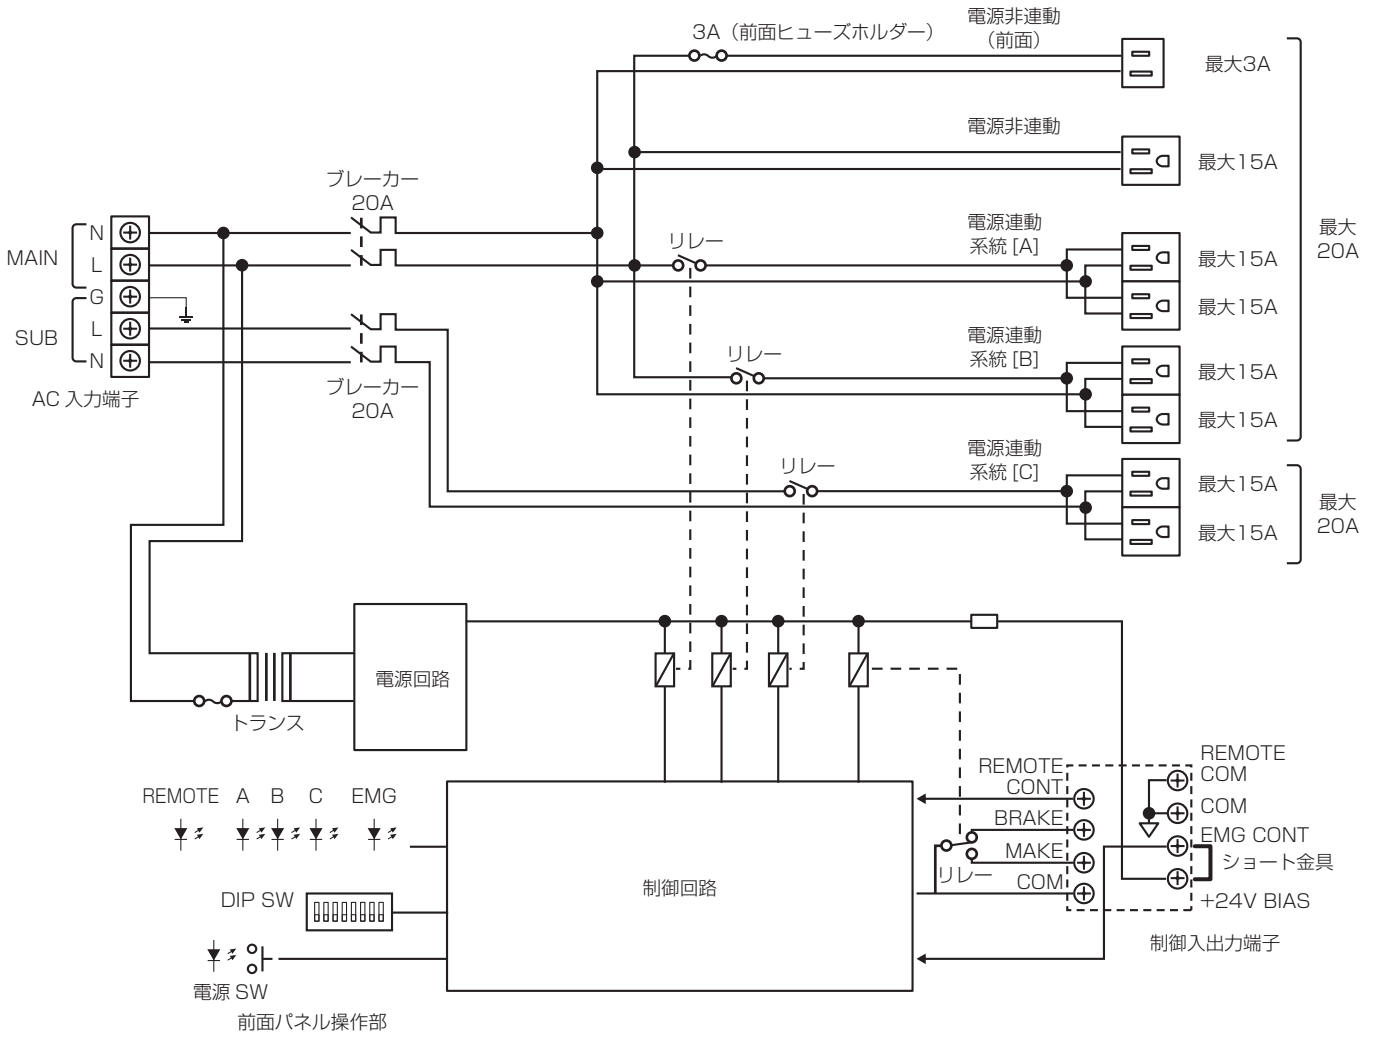 電源非連動
（前面）
3A（前面ヒューズホルダー）
最大3A
電源非連動
最大15A
最大
20A
ブレーカー
20A
電源連動
系統 [A]
リレー
最大15A
最大15A
MAIN
N
L
G
SUB
L
N
AC 入力端子
ブレーカー
20A
電源連動
系統 [B]
リレー
最大15A
最大15A
電源連動
系統 [C]
リレー
最大15A
最大15A
最大
20A
電源回路
トランス
REMOTE
A
B
C
EMG
DIP SW
電源 SW
前面パネル操作部
制御回路
REMOTE
CONT
BRAKE
MAKE
COM
リレー
REMOTE
COM
COM
EMG CONT
ショート金具
+24V BIAS
制御入出力端子